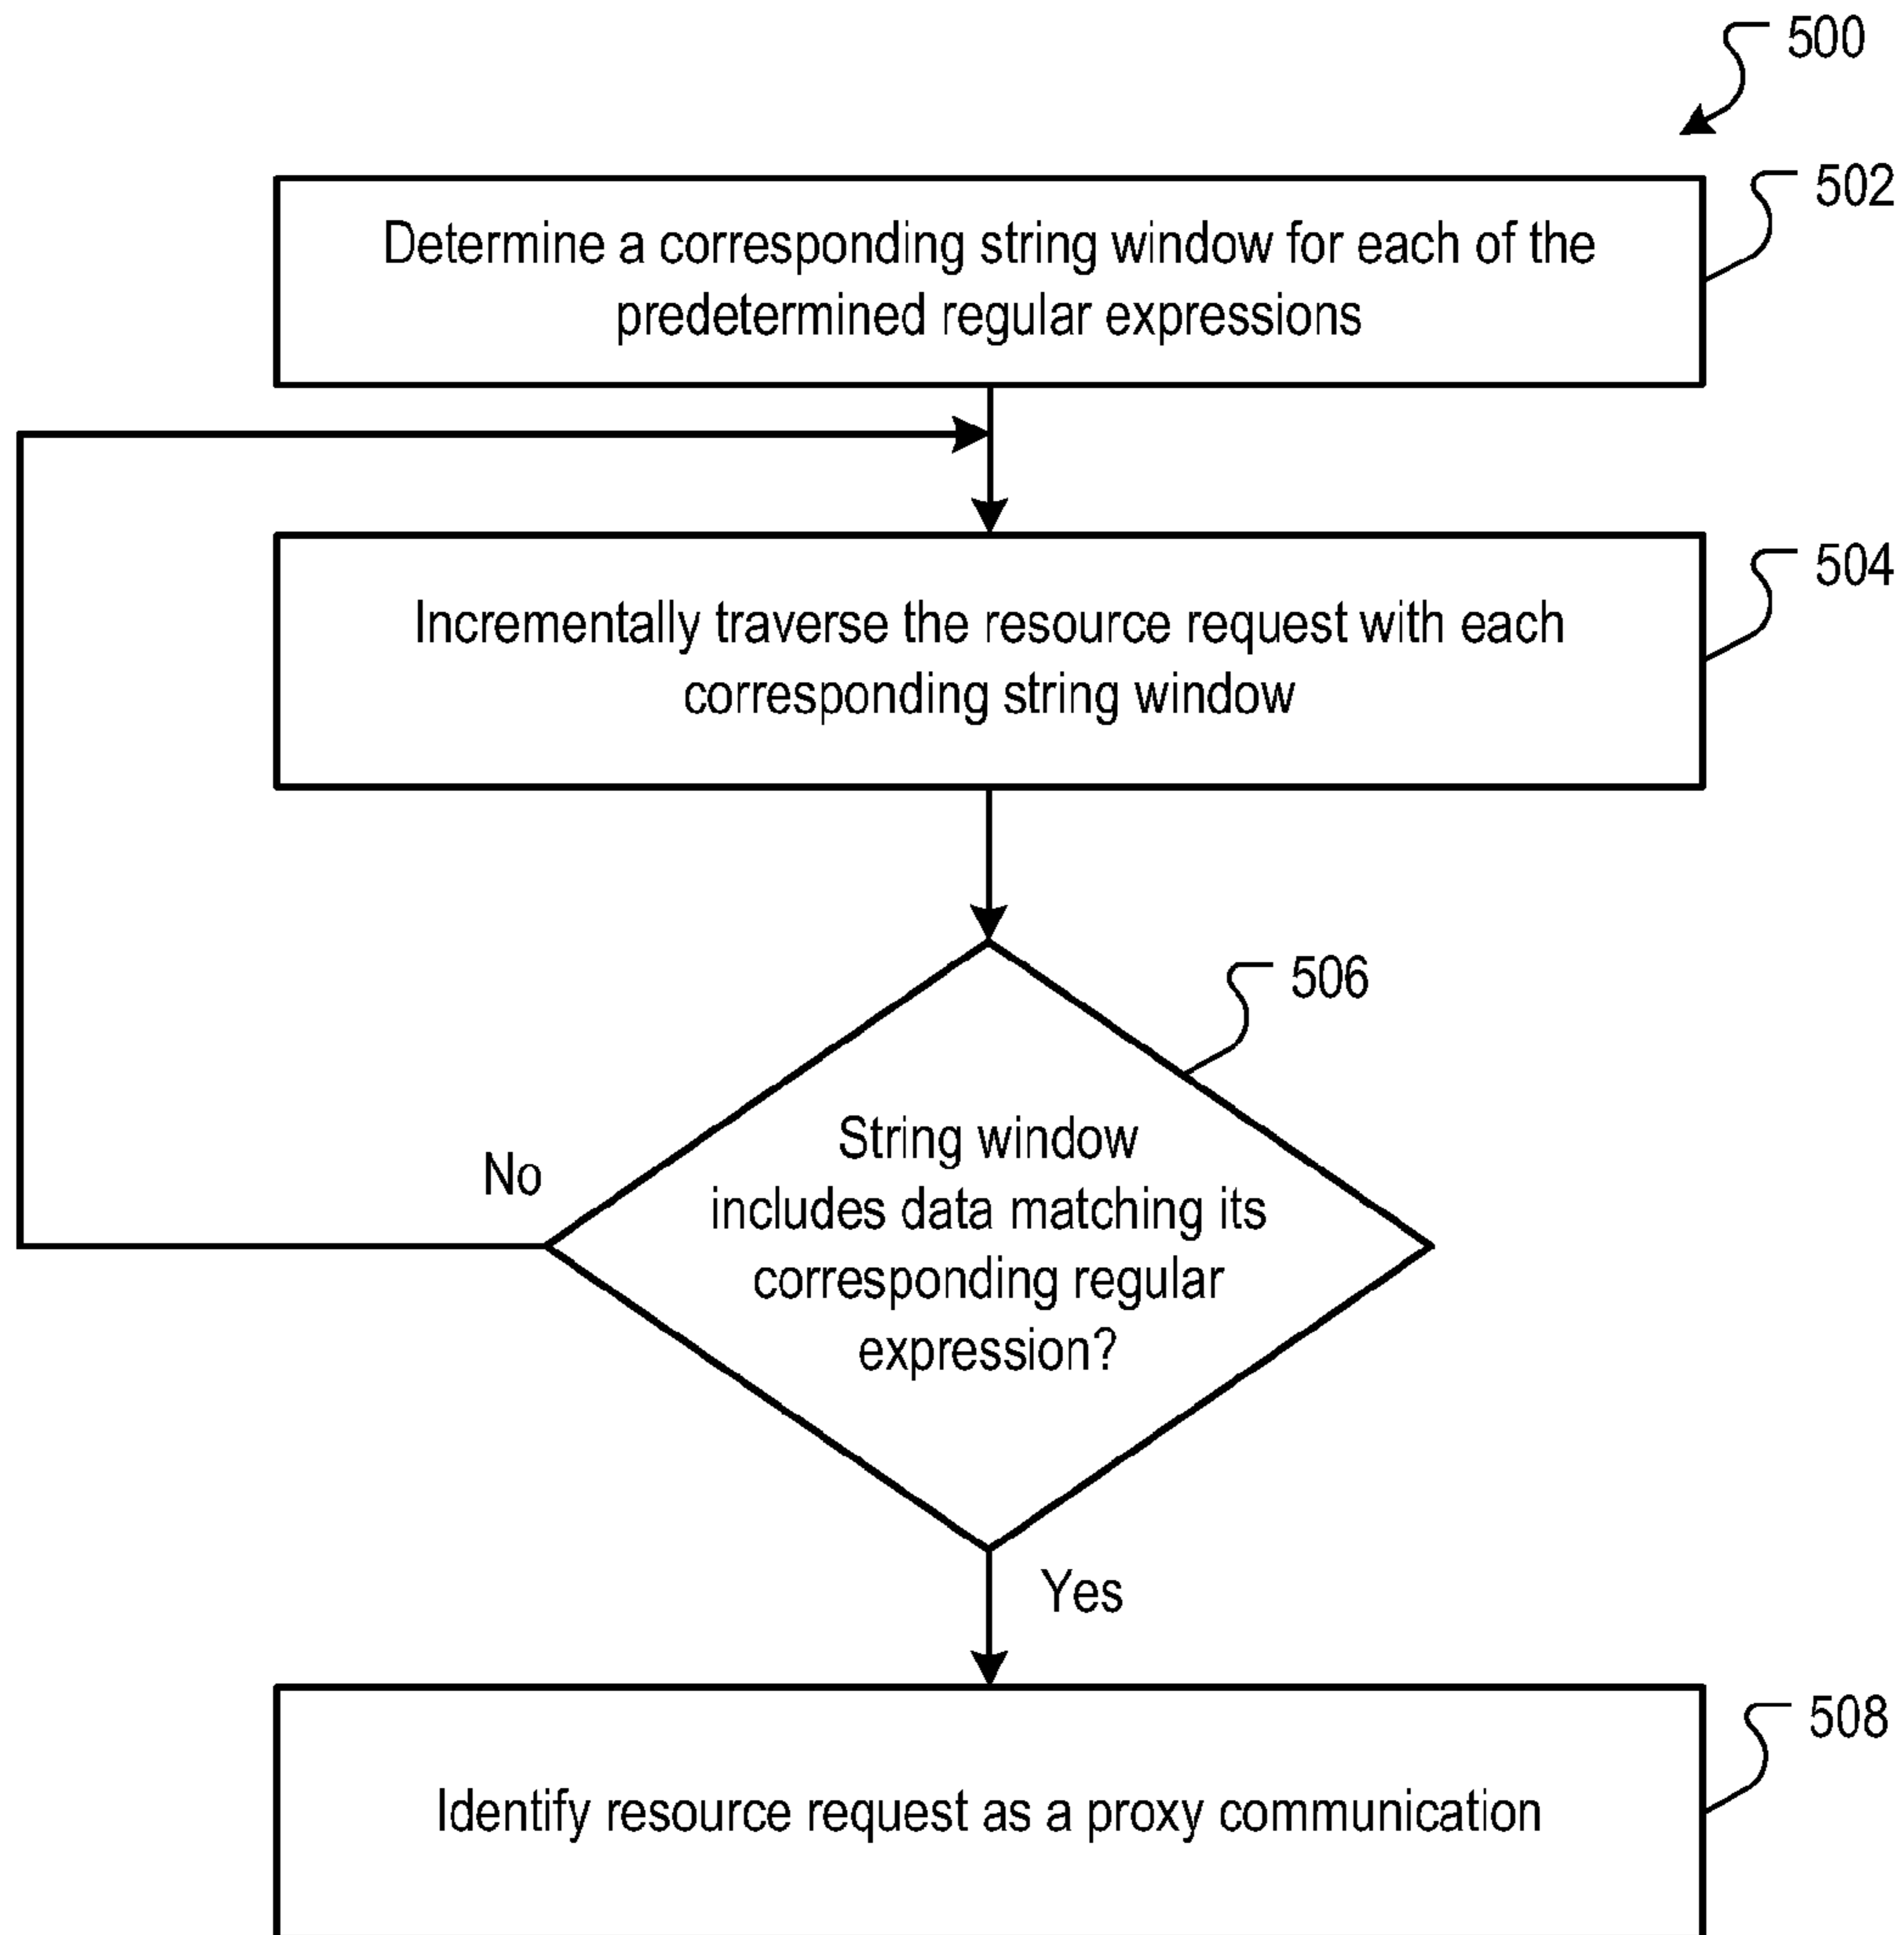 500
502
Determine a corresponding string window for each of the
predetermined regular expressions
504
Incrementally traverse the resource request with each
corresponding string window
506
String window
includes data matching its
corresponding regular
expression?
No
Yes
508
Identify resource request as a proxy communication